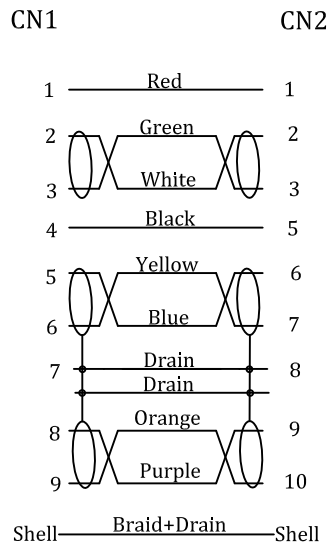 CN1 CN2
1 Red 1
2 Green 2
3 White 3
4 Black 5
5 Yellow 6
6 Blue 7
7 Drain 8
Drain
8 Orange 9
9 Purple 10
Shell Braid+Drain Shell